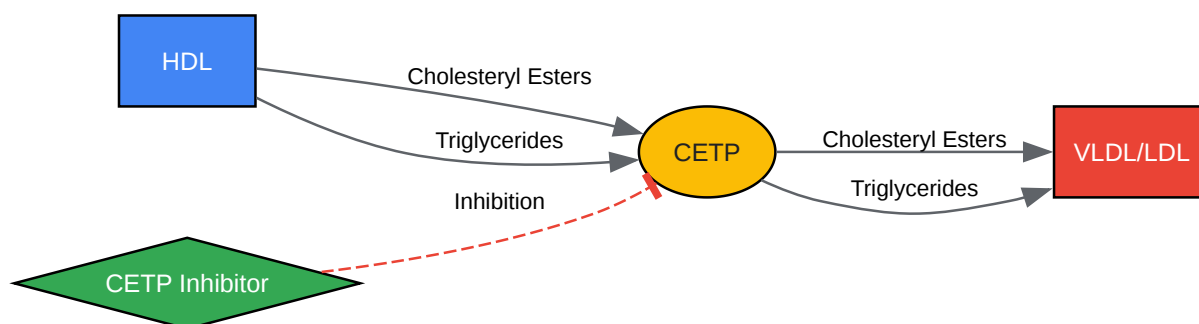 HDL
Cholesteryl Esters
Triglycerides
CETP
Cholesteryl Esters
Triglycerides
VLDL/LDL
Inhibition
CETP Inhibitor